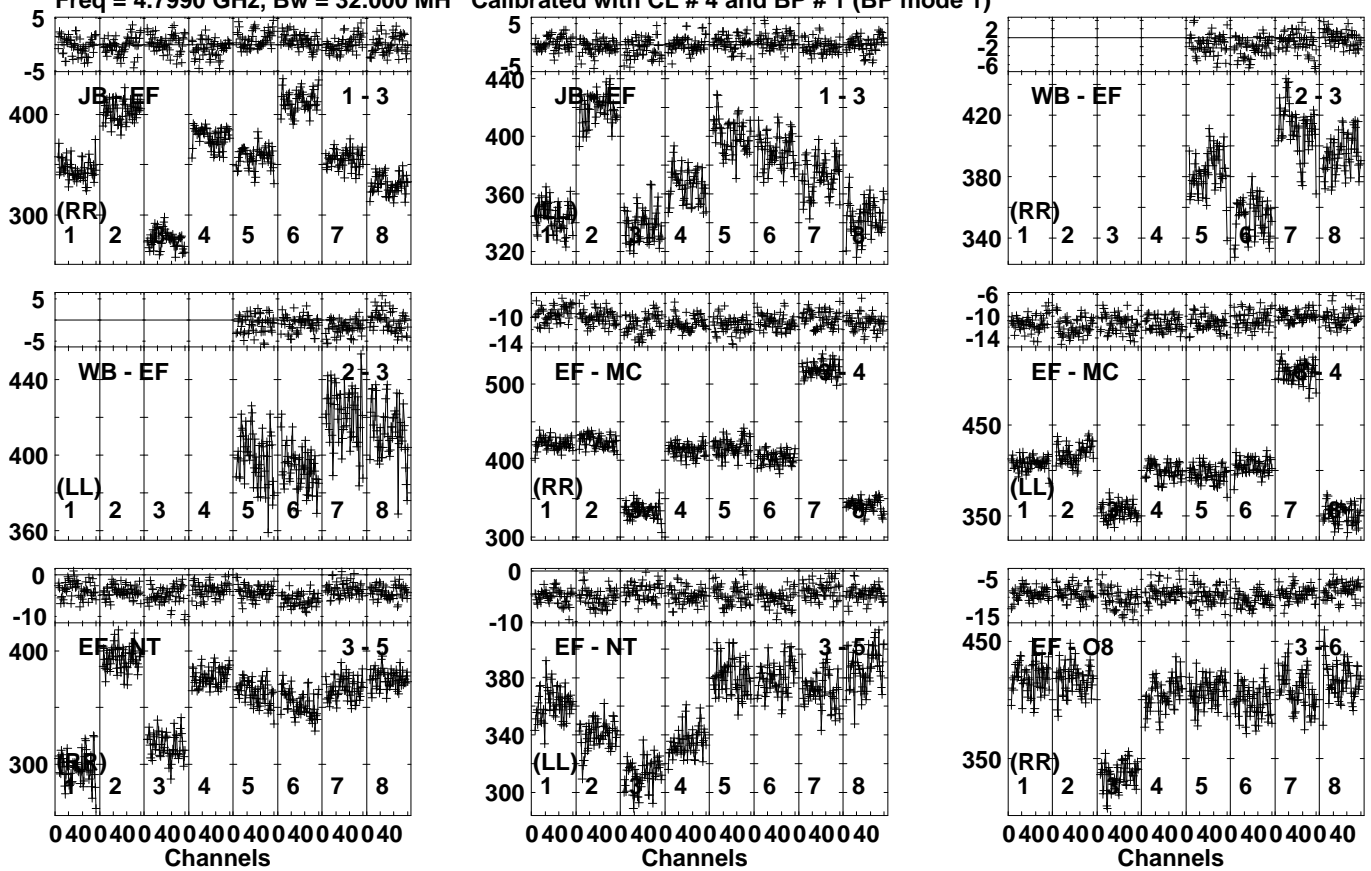 Freq = 4.7990 GHz, Bw = 32.000 MH Calibrated with CL # 4 and BP # 1 (BP mode 1)
5
-5
JB - EF 1 - 3
400
300
(RR)
1 2 3 4 5 6 7 8
5
-5
JB - EF 1 - 3
440
400
360
320
(LL)
1 2 3 4 5 6 7 8
2
-2
-6
WB - EF 2 - 3
420
380
340
(RR)
1 2 3 4 5 6 7 8
5
-5
WB - EF 2 - 3
440
400
360
(LL)
1 2 3 4 5 6 7 8
-10
-14
EF - MC 3 - 4
500
400
300
(RR)
1 2 3 4 5 6 7 8
-6
-10
-14
EF - MC 3 - 4
450
350
(LL)
1 2 3 4 5 6 7 8
0
-10
EF - NT 3 - 5
400
300
(RR)
1 2 3 4 5 6 7 8
0 40 0 40 0 40 0 40 0 40 0 40 0 40 0 40
Channels
0
-10
EF - NT 3 - 5
380
340
300
(LL)
1 2 3 4 5 6 7 8
0 40 0 40 0 40 0 40 0 40 0 40 0 40 0 40
Channels
-5
-15
EF - O8 3 - 6
450
350
(RR)
1 2 3 4 5 6 7 8
0 40 0 40 0 40 0 40 0 40 0 40 0 40 0 40
Channels